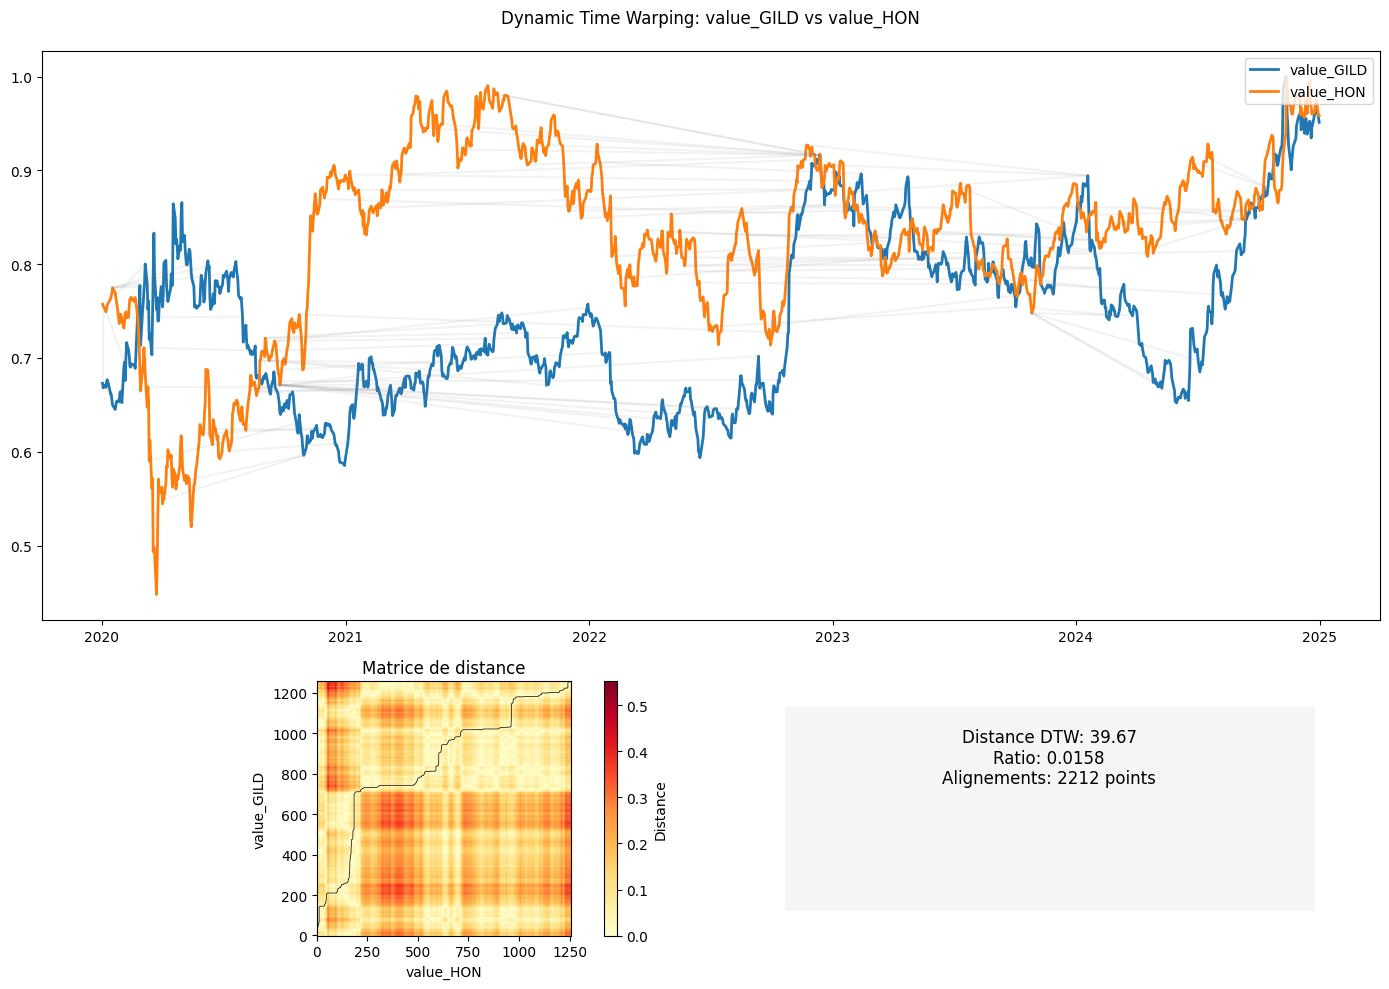 Dynamic Time Warping: value_GILD vs value_HON
value_GILD
value_HON
1.0
0.9
0.8
0.7
0.6
0.5
2020 2021 2022 2023 2024 2025
Matrice de distance
value_GILD
1200
1000
800
600
400
200
0
0 250 500 750 1000 1250
value_HON
0.5
0.4
0.3
0.2
0.1
0.0
Distance
Distance DTW: 39.67
Ratio: 0.0158
Alignements: 2212 points